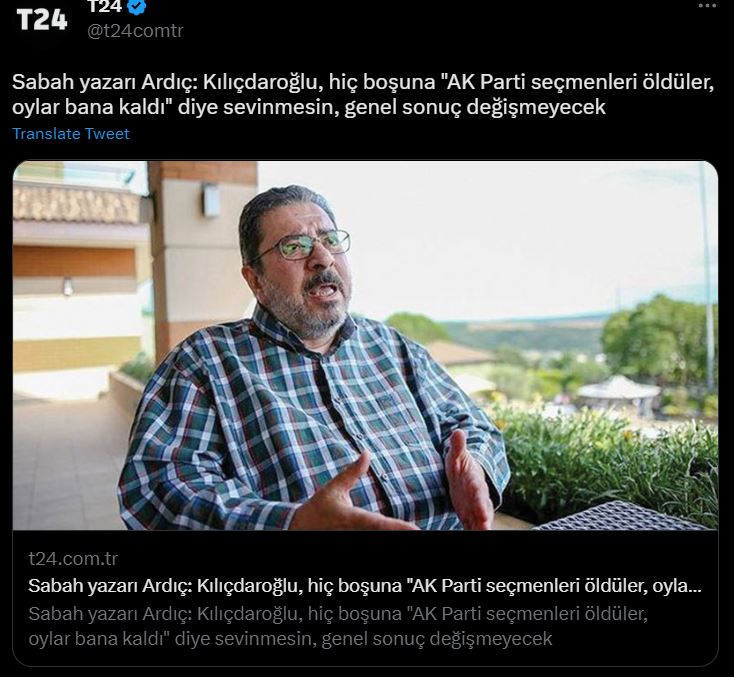 T24
T24
@t24comtr
Sabah yazarı Ardıç: Kılıçdaroğlu, hiç boşuna "AK Parti seçmenleri öldüler,
oylar bana kaldı" diye sevinmesin, genel sonuç değişmeyecek
Translate Tweet
t24.com.tr
Sabah yazarı Ardıç: Kılıçdaroğlu, hiç boşuna "AK Parti seçmenleri öldüler, oyla...
Sabah yazarı Ardıç: Kılıçdaroğlu, hiç boşuna "AK Parti seçmenleri öldüler,
oylar bana kaldı" diye sevinmesin, genel sonuç değişmeyecek